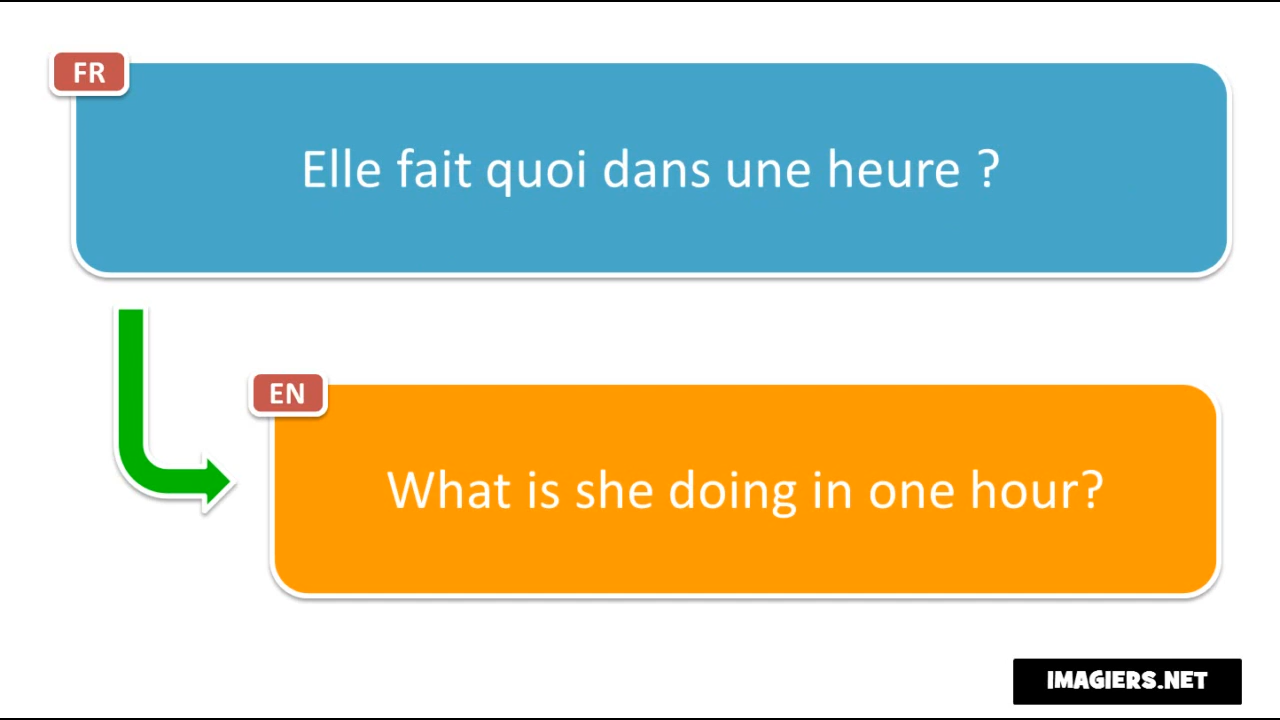 FR
Elle fait quoi dans une heure ?
EN
What is she doing in one hour?
IMAGIERS.NET